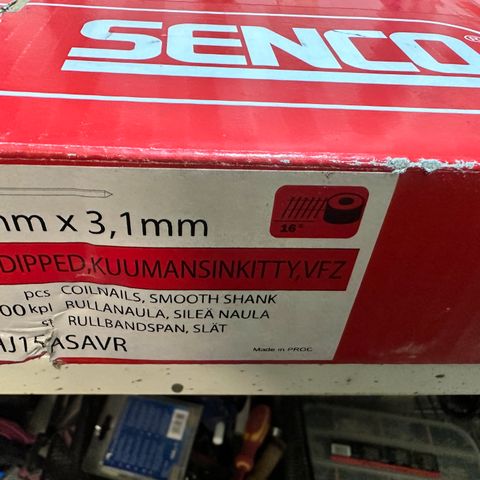 SENCO®
mm x 3,1mm
16°
DIPPED,KUUMANSINKITTY,VFZ
pcs COILNAILS, SMOOTH SHANK
00 kpl RULLANAULA, SILEÄ NAULA
st RULLBANDSPAN, SLÄT
ASAVR
Made in PROC